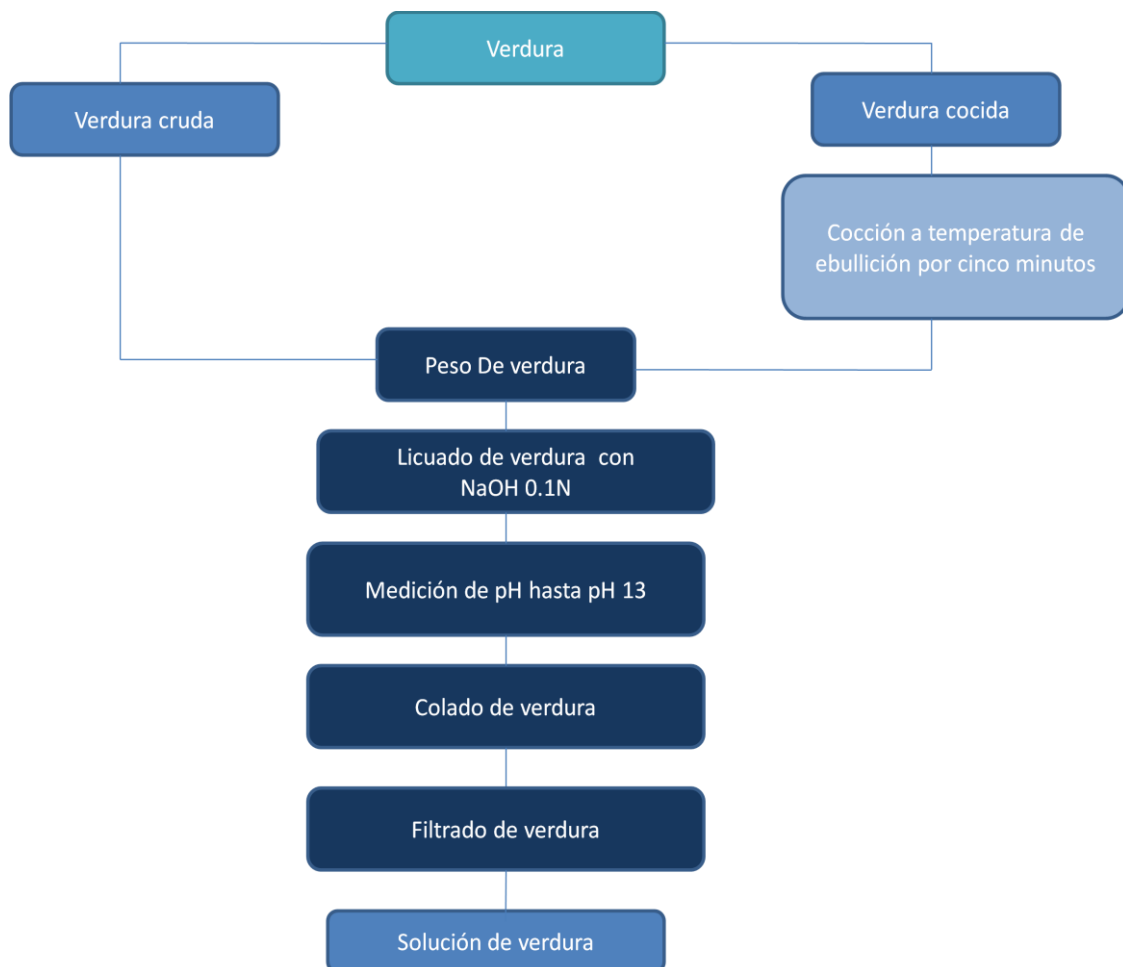 Verdura
Verdura cruda
Verdura cocida
Cocción a temperatura de
ebullición por cinco minutos
Peso De verdura
Licuado de verdura con
NaOH 0.1N
Medición de pH hasta pH 13
Colado de verdura
Filtrado de verdura
Solución de verdura